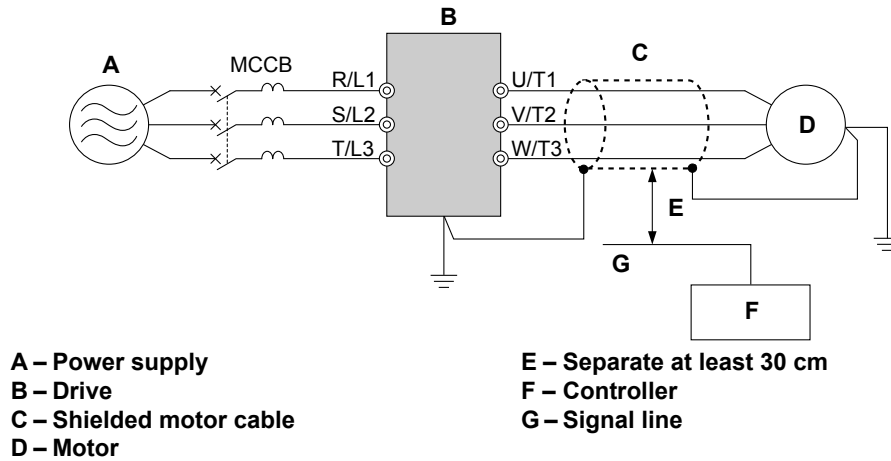 B
A
MCCB
C
R/L1
U/T1
S/L2
V/T2
D
T/L3
W/T3
E
G
F
A – Power supply
B – Drive
C – Shielded motor cable
D – Motor
E – Separate at least 30 cm
F – Controller
G – Signal line